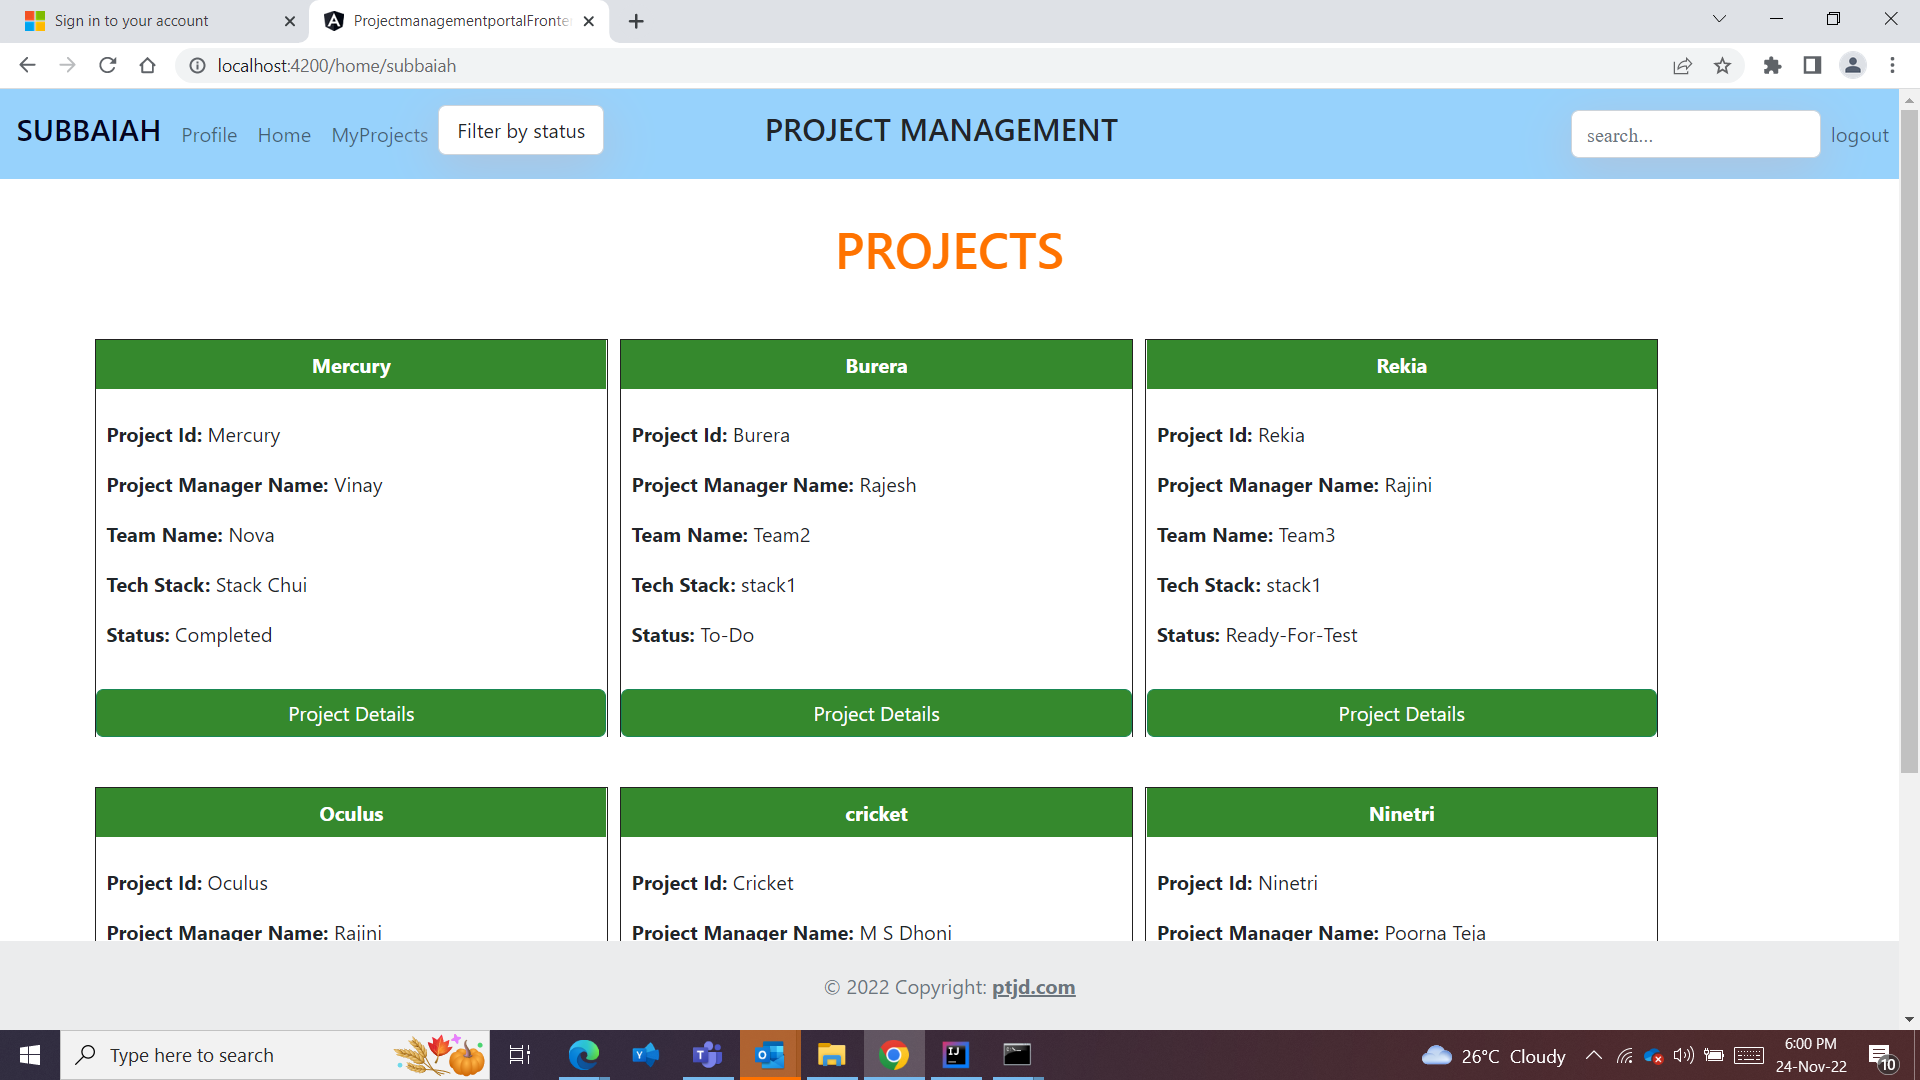 Sign in to your account
ProjectmanagementportalFronte
localhost:4200/home/subbaiah
SUBBAIAH Profile Home MyProjects Filter by status PROJECT MANAGEMENT search... logout
PROJECTS
Mercury Burera Rekia
Project Id: Mercury Project Id: Burera Project Id: Rekia
Project Manager Name: Vinay Project Manager Name: Rajesh Project Manager Name: Rajini
Team Name: Nova Team Name: Team2 Team Name: Team3
Tech Stack: Stack Chui Tech Stack: stack1 Tech Stack: stack1
Status: Completed Status: To-Do Status: Ready-For-Test
Project Details Project Details Project Details
Oculus cricket Ninetri
Project Id: Oculus Project Id: Cricket Project Id: Ninetri
Project Manager Name: Rajini Project Manager Name: M S Dhoni Project Manager Name: Poorna Teja
© 2022 Copyright: ptjd.com
Type here to search
26°C Cloudy
6:00 PM
24-Nov-22
10